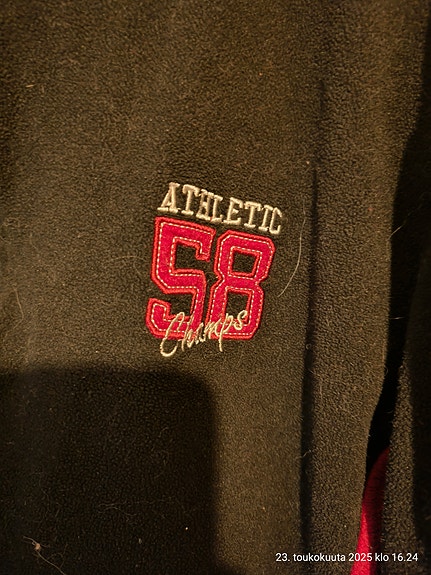 ATHLETIC
58
Champs
23. toukokuuta 2025 klo 16.24